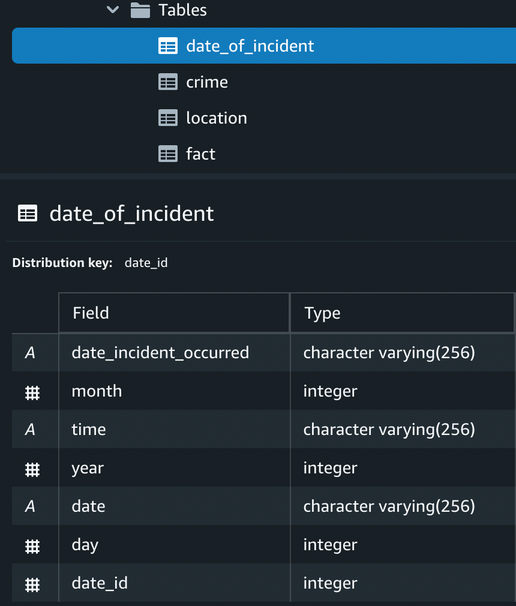 Tables
date_of_incident
crime
location
fact
date_of_incident
Distribution key: date_id
Field Type
A date_incident_occurred character varying(256)
month integer
A time character varying(256)
year integer
A date character varying(256)
day integer
date_id integer